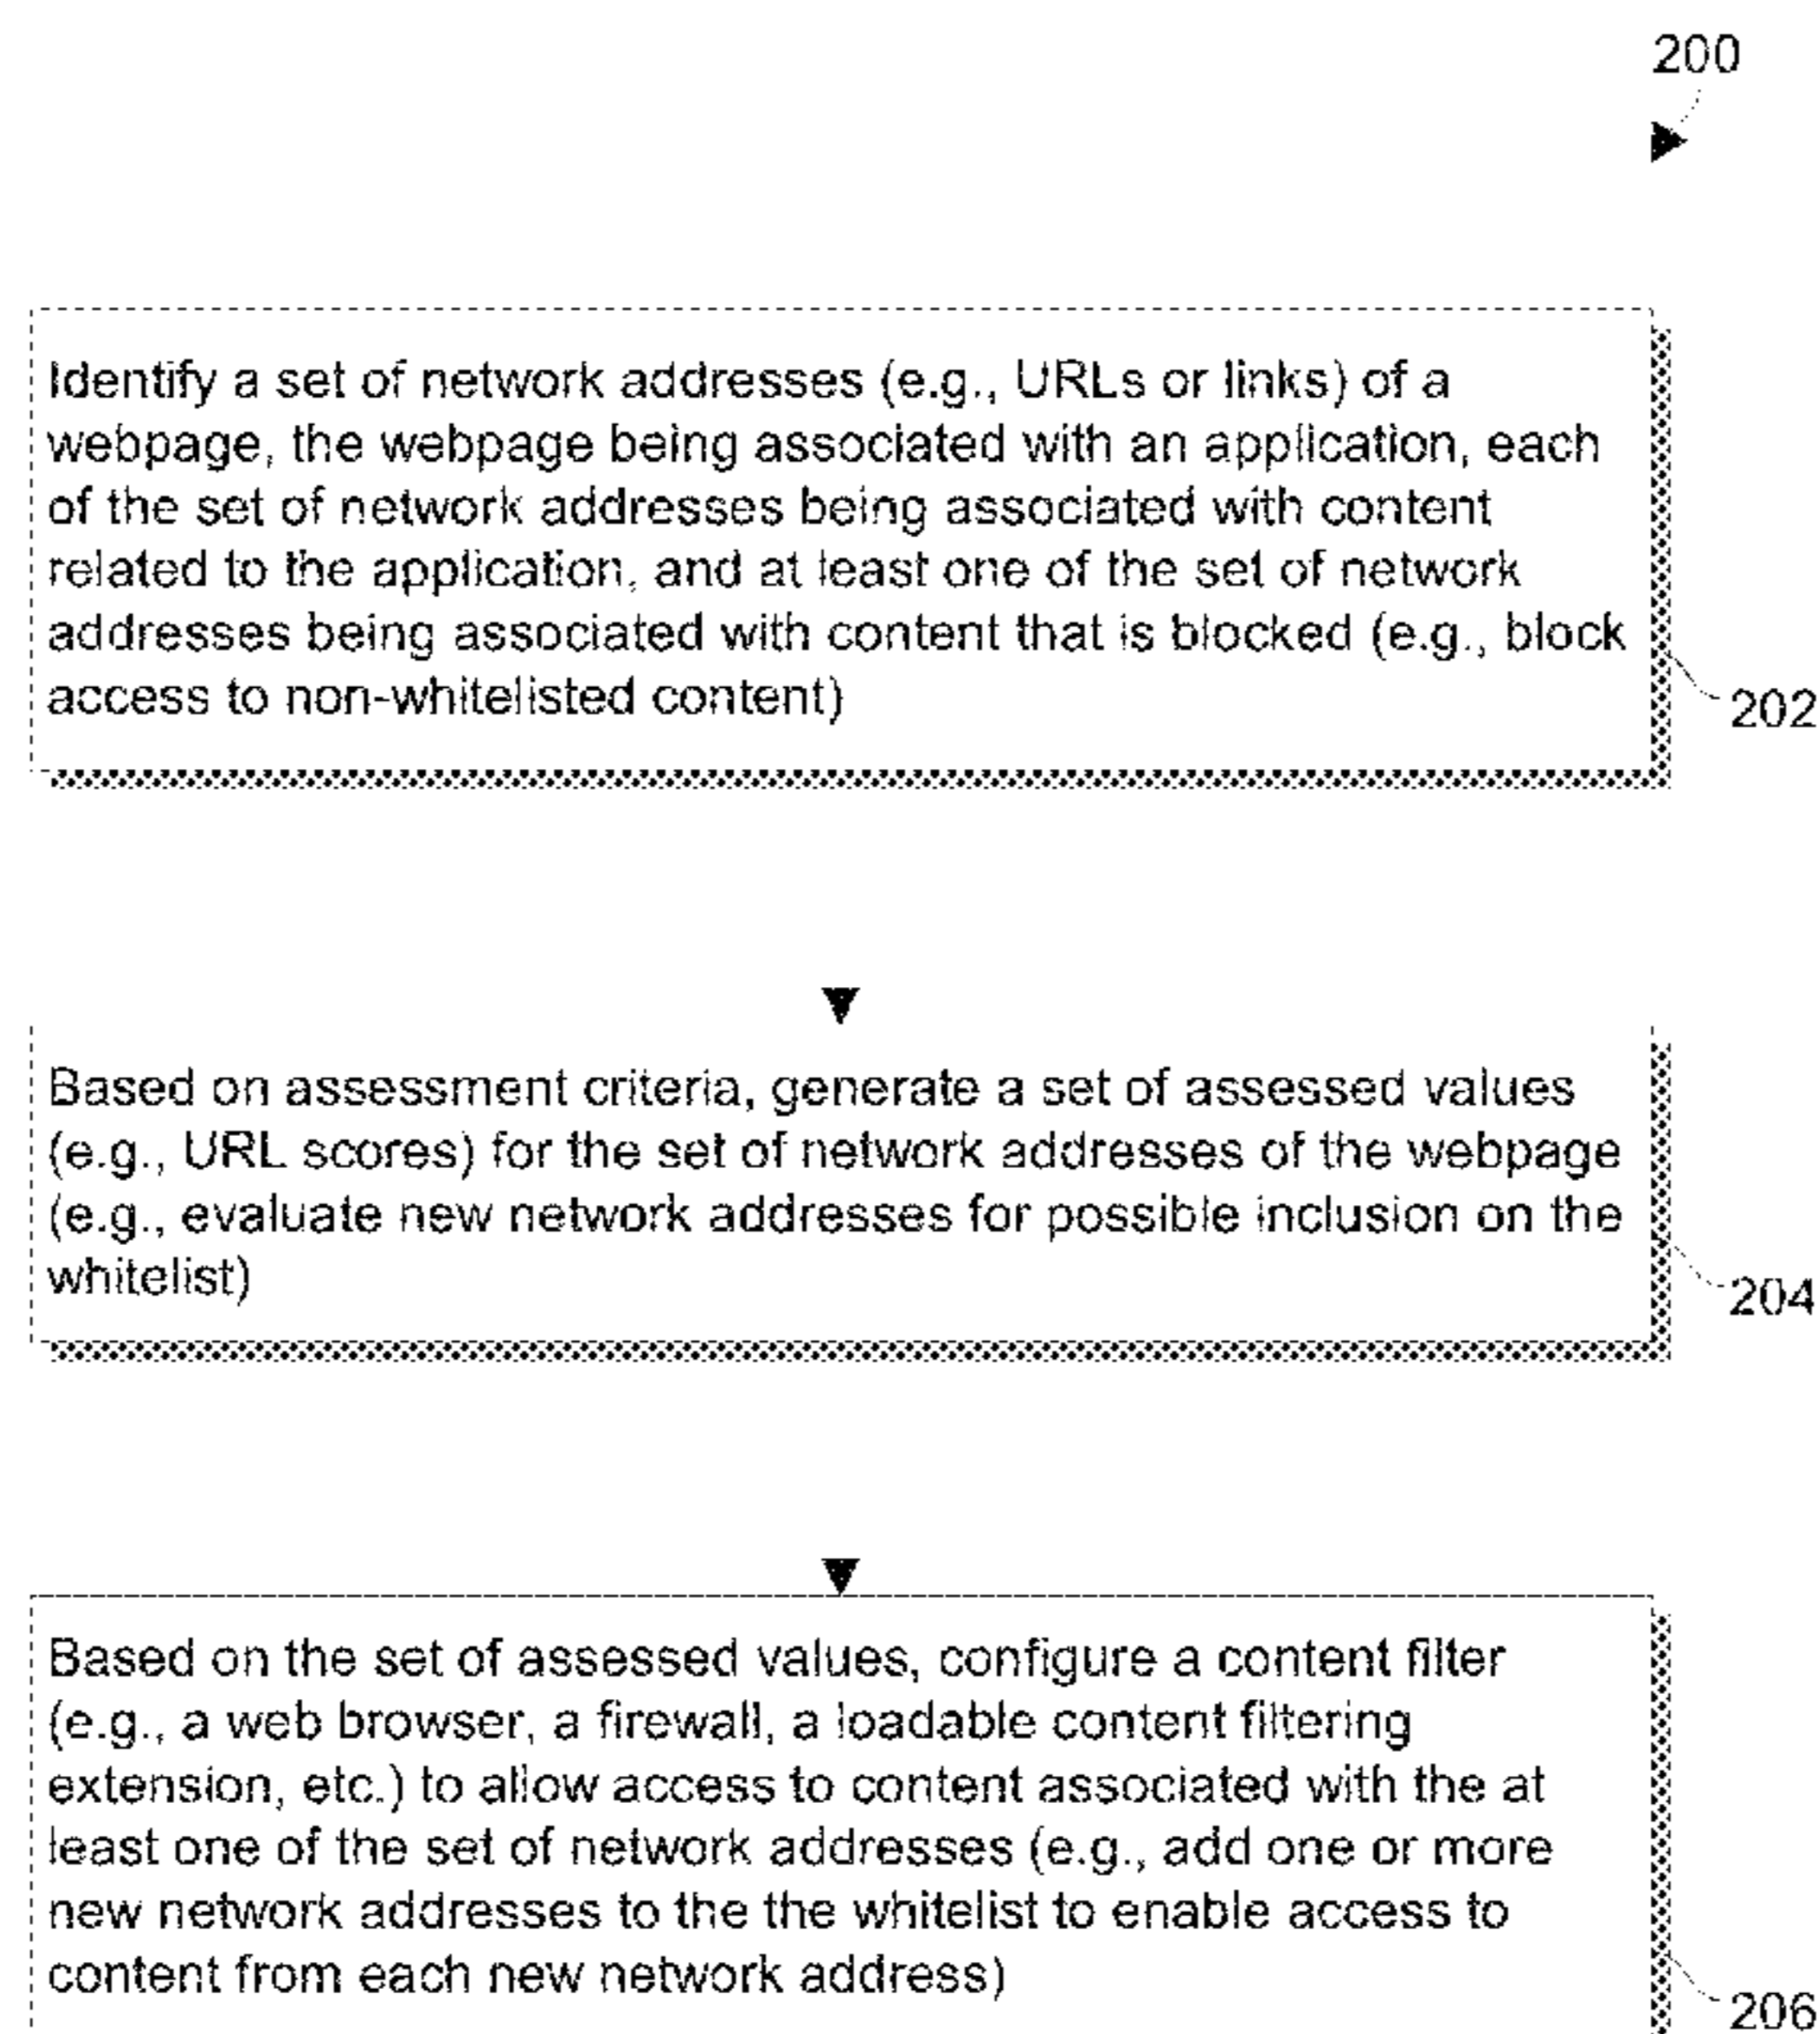 200
Identify a set of network addresses (e.g., URLs or links) of a
webpage, the webpage being associated with an application, each
of the set of network addresses being associated with content
related to the application, and at least one of the set of network
addresses being associated with content that is blocked (e.g., block
access to non-whitelisted content)
202
Based on assessment criteria, generate a set of assessed values
(e.g., URL scores) for the set of network addresses of the webpage
(e.g., evaluate new network addresses for possible inclusion on the
whitelist)
204
Based on the set of assessed values, configure a content filter
(e.g., a web browser, a firewall, a loadable content filtering
extension, etc.) to allow access to content associated with the at
least one of the set of network addresses (e.g., add one or more
new network addresses to the the whitelist to enable access to
content from each new network address)
206